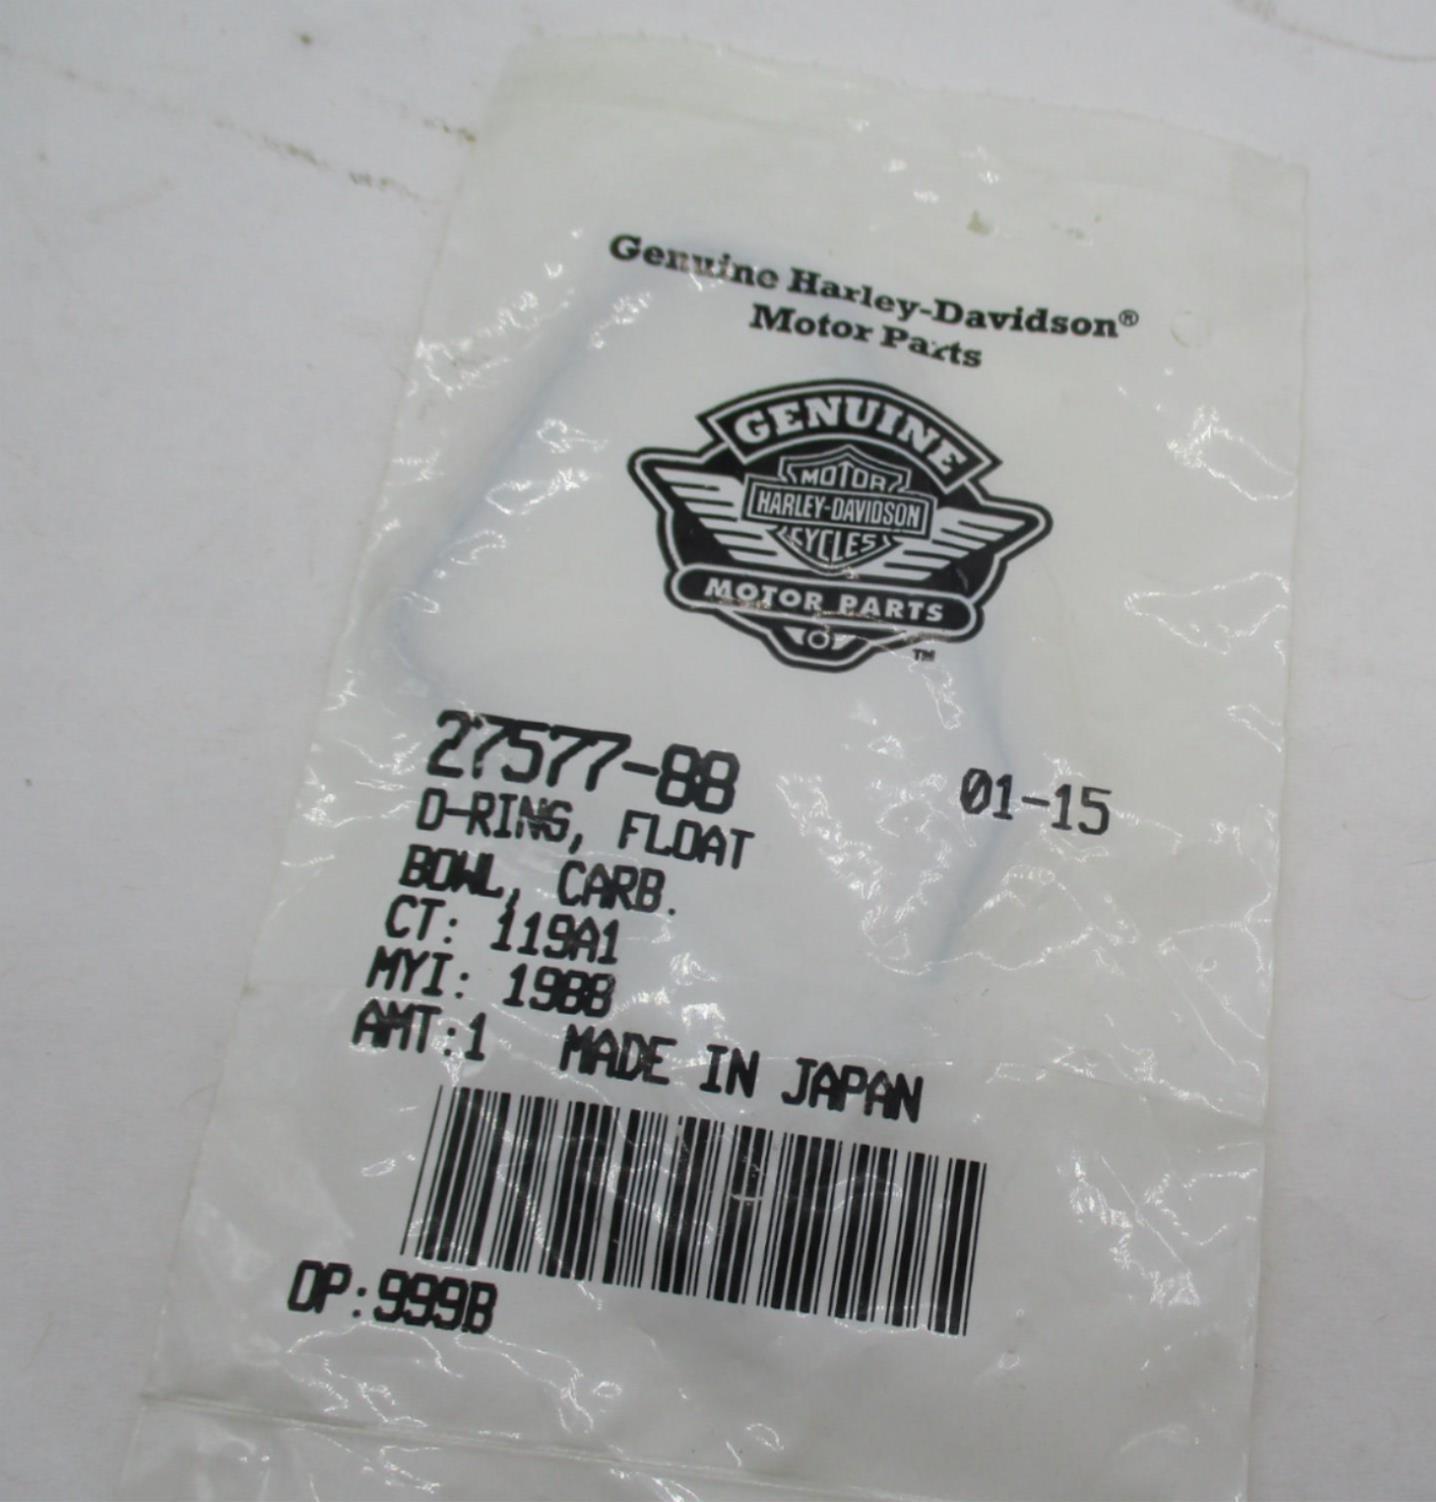 Genuine Harley-Davidson®
Motor Parts
GENUINE
MOTOR
HARLEY-DAVIDSON
CYCLES
MOTOR PARTS
TM
27577-88
01-15
O-RING, FLOAT
BOWL, CARB.
CT: 119A1
MYI: 1988
AMT:1 MADE IN JAPAN
OP:999B